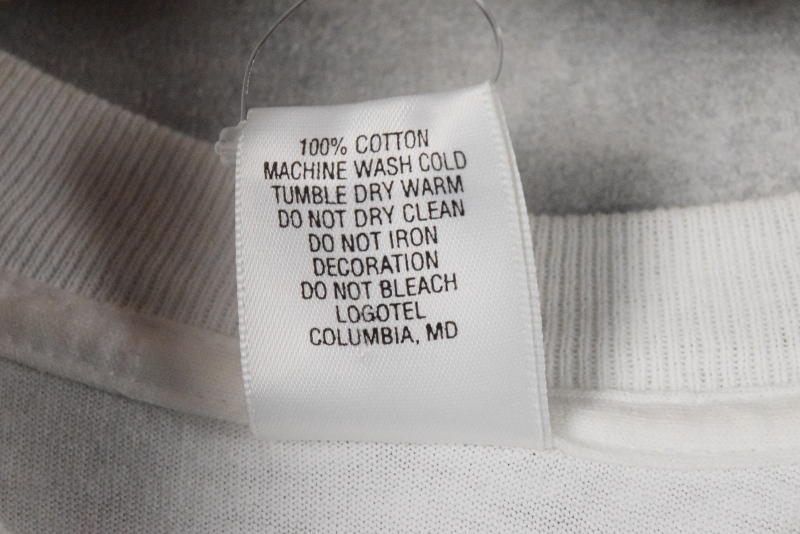 100% COTTON
MACHINE WASH COLD
TUMBLE DRY WARM
DO NOT DRY CLEAN
DO NOT IRON
DECORATION
DO NOT BLEACH
LOGOTEL
COLUMBIA, MD